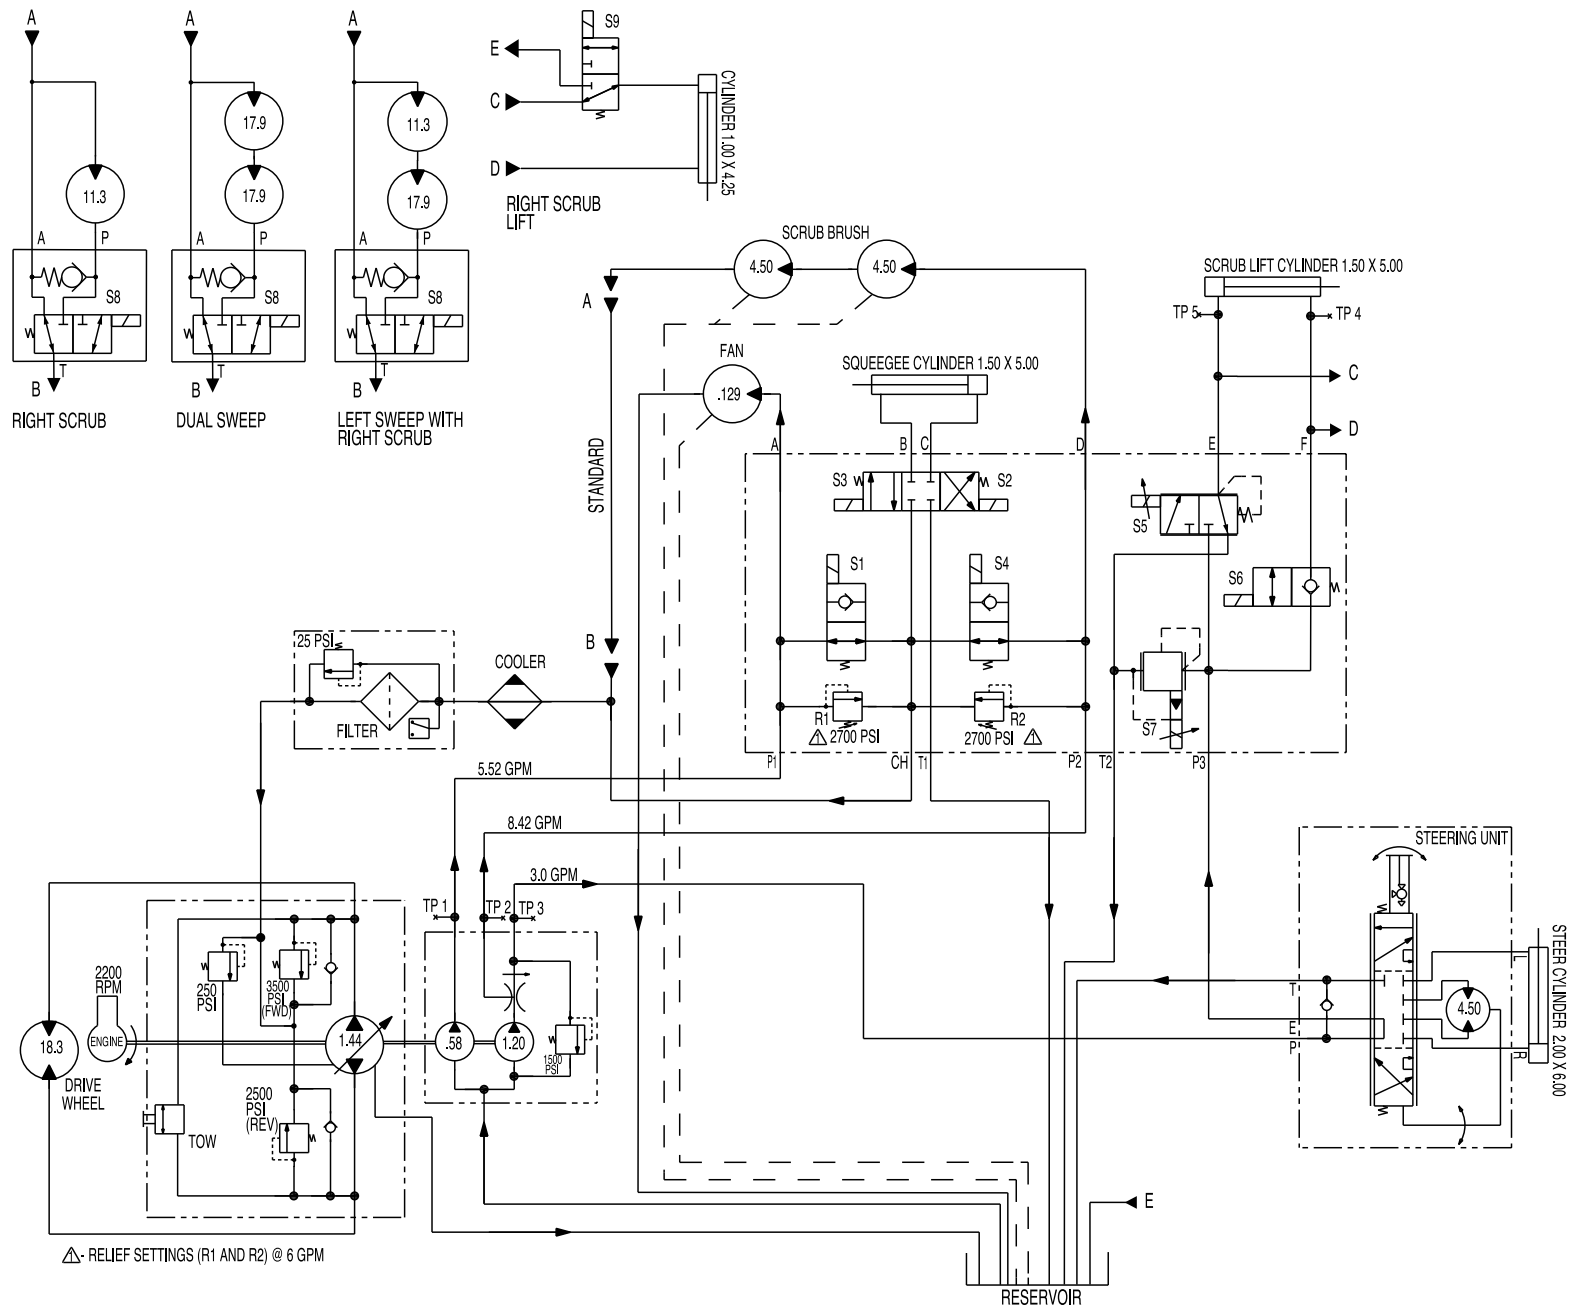 A
A
A
S9
E
C
D
CYLINDER 1.00 X 4.25
RIGHT SCRUB
LIFT
17.9
11.3
11.3
17.9
17.9
A
P
A
P
A
P
S8
S8
S8
W
W
W
T
T
T
B
B
B
RIGHT SCRUB
DUAL SWEEP
LEFT SWEEP WITH
RIGHT SCRUB
SCRUB BRUSH
4.50
4.50
A
SCRUB LIFT CYLINDER 1.50 X 5.00
TP 5
TP 4
FAN
.129
SQUEEGEE CYLINDER 1.50 X 5.00
C
D
STANDARD
A
B
C
D
E
F
S3
S2
S5
S1
S4
S6
B
25 PSI
COOLER
FILTER
R1
2700 PSI
R2
2700 PSI
S7
P1
CH
T1
P2
T2
P3
5.52 GPM
8.42 GPM
3.0 GPM
STEERING UNIT
TP 1
TP 2
TP 3
2200
RPM
ENGINE
250
PSI
3500
PSI
(FWD)
18.3
1.44
.58
1.20
1500
PSI
DRIVE
WHEEL
2500
PSI
(REV)
TOW
T
E
P
4.50
L
R
STEER CYLINDER 2.00 X 6.00
E
1 - RELIEF SETTINGS (R1 AND R2) @ 6 GPM
RESERVOIR